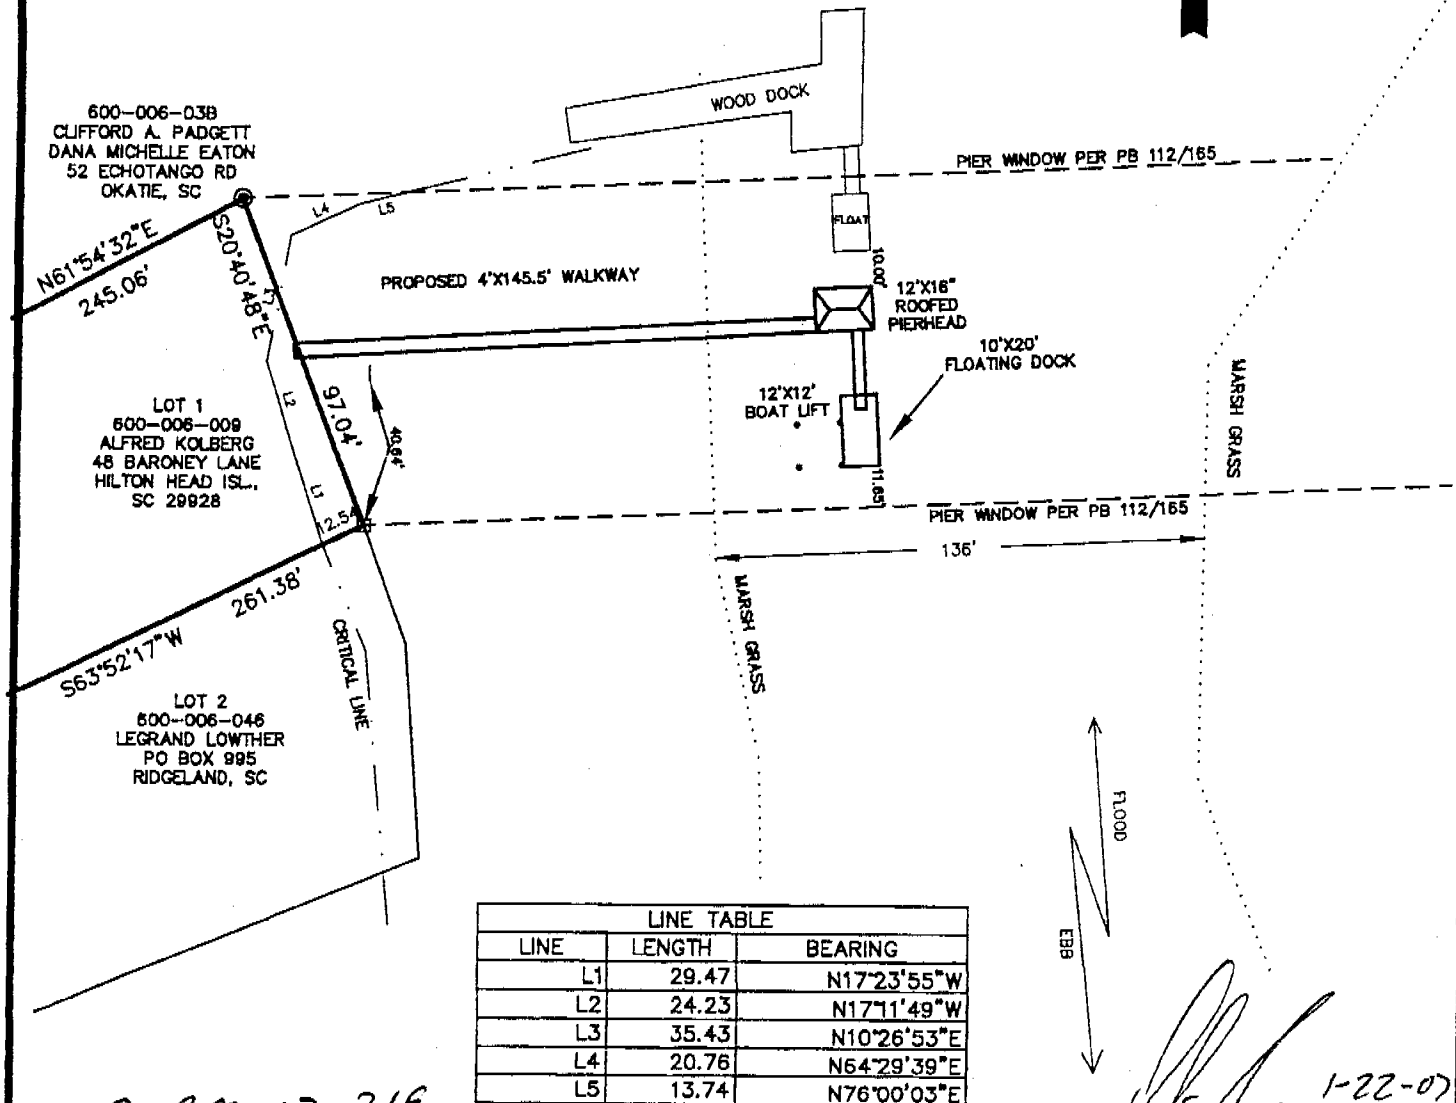 600-006-038
CLIFFORD A. PADGETT
DANA MICHELLE EATON
52 ECHOTANGO RD
OKATIE, SC
WOOD DOCK
PIER WINDOW PER PB 112/165
L4
L5
FLOAT
N61°54'32"E
245.06'
S20°40'48"E
PROPOSED 4'X145.5' WALKWAY
10.00'
12'X16"
ROOFED
PIERHEAD
10'X20'
FLOATING DOCK
12'X12'
BOAT LIFT
L2
97.04'
40.64'
MARSH GRASS
LOT 1
600-006-009
ALFRED KOLBERG
48 BARONEY LANE
HILTON HEAD ISL.,
SC 29928
L1
12.54
11.65'
PIER WINDOW PER PB 112/165
136'
261.38'
S63°52'17"W
CRITICAL LINE
MARSH GRASS
LOT 2
600-006-046
LEGRAND LOWTHER
PO BOX 995
RIDGELAND, SC
FLOOD
EBB
LINE TABLE
LINE LENGTH BEARING
L1 29.47 N17°23'55"W
L2 24.23 N17°11'49"W
L3 35.43 N10°26'53"E
L4 20.76 N64°29'39"E
L5 13.74 N76°00'03"E
1-22-07